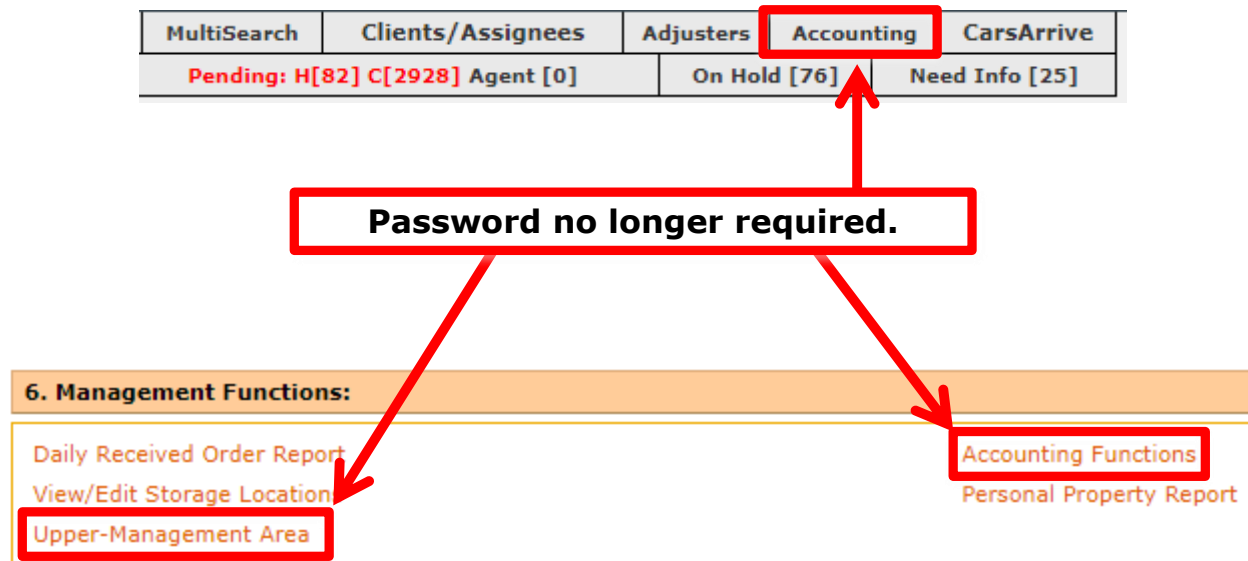 MultiSearch Clients/Assignees Adjusters Accounting CarsArrive
Pending: H[82] C[2928] Agent [0] On Hold [76] Need Info [25]
Password no longer required.
6. Management Functions:
Daily Received Order Report Accounting Functions
View/Edit Storage Locations Personal Property Report
Upper-Management Area